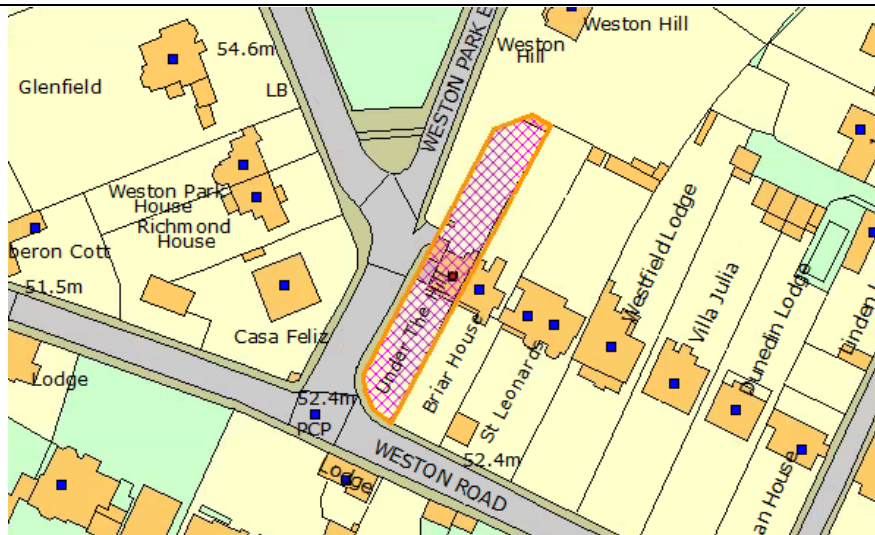 Weston Hill
54.6m
Weston
Hill
Glenfield
LB
WESTON PARK E
Weston Park
House
Richmond
House
beron Cott
51.5m
Casa Feliz
Under The Hill
Briar House
St Leonards
Westfield Lodge
Villa Julia
Dunedin Lodge
Linden L
Lodge
52.4m
PCP
WESTON ROAD
52.4m
Lodge
an House